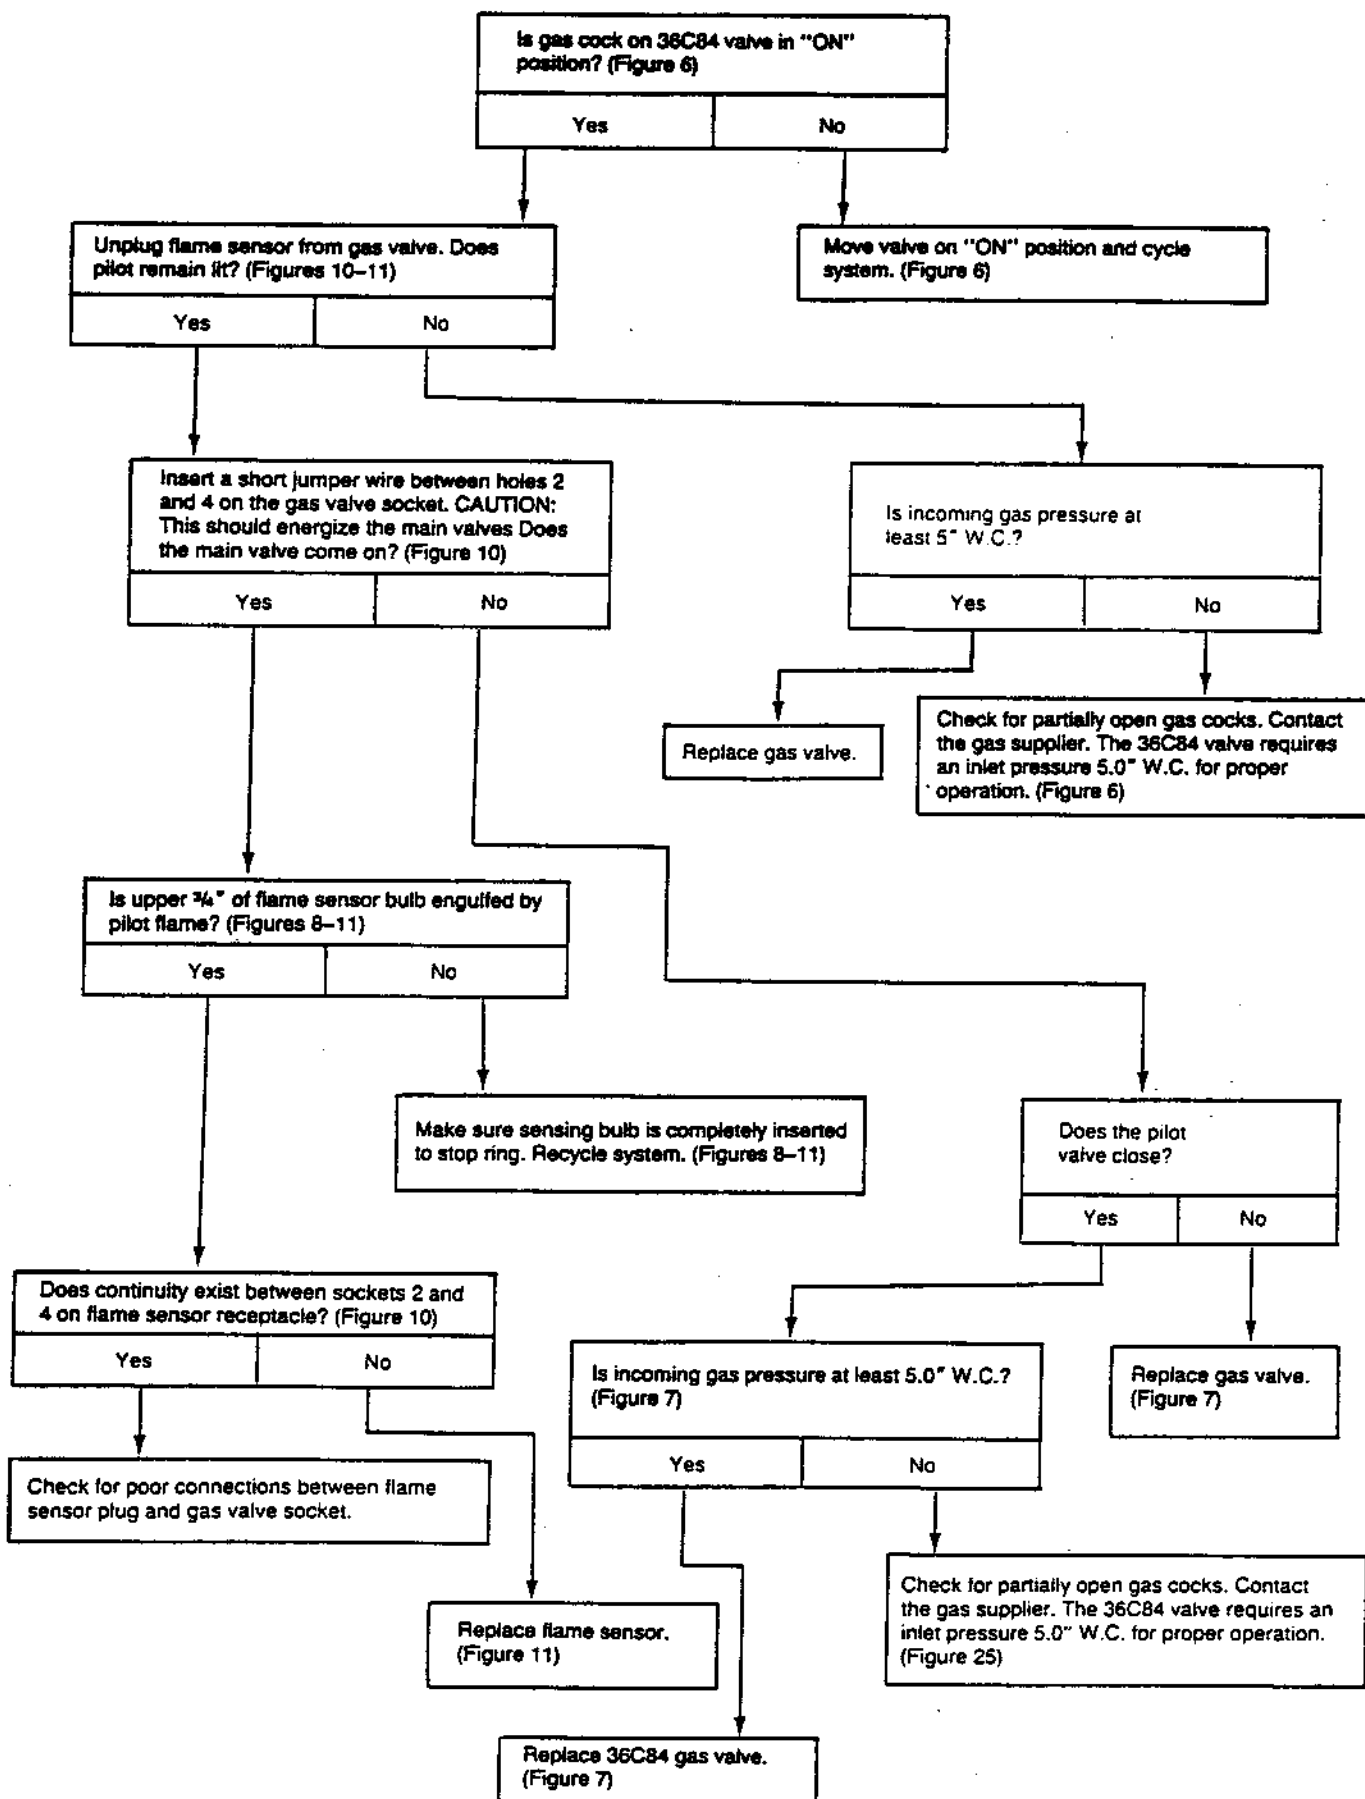 Is gas cock on 36C84 valve in "ON"
position? (Figure 6)
Yes
No
Unplug flame sensor from gas valve. Does
pilot remain lit? (Figures 10–11)
Yes
No
Move valve on "ON" position and cycle
system. (Figure 6)
Insert a short jumper wire between holes 2
and 4 on the gas valve socket. CAUTION:
This should energize the main valves Does
the main valve come on? (Figure 10)
Yes
No
Is incoming gas pressure at
least 5" W.C.?
Yes
No
Replace gas valve.
Check for partially open gas cocks. Contact
the gas supplier. The 36C84 valve requires
an inlet pressure 5.0" W.C. for proper
operation. (Figure 6)
Is upper ¾" of flame sensor bulb engulfed by
pilot flame? (Figures 8–11)
Yes
No
Make sure sensing bulb is completely inserted
to stop ring. Recycle system. (Figures 8–11)
Does the pilot
valve close?
Yes
No
Does continuity exist between sockets 2 and
4 on flame sensor receptacle? (Figure 10)
Yes
No
Is incoming gas pressure at least 5.0" W.C.?
(Figure 7)
Yes
No
Replace gas valve.
(Figure 7)
Check for poor connections between flame
sensor plug and gas valve socket.
Replace flame sensor.
(Figure 11)
Check for partially open gas cocks. Contact
the gas supplier. The 36C84 valve requires an
inlet pressure 5.0" W.C. for proper operation.
(Figure 25)
Replace 36C84 gas valve.
(Figure 7)